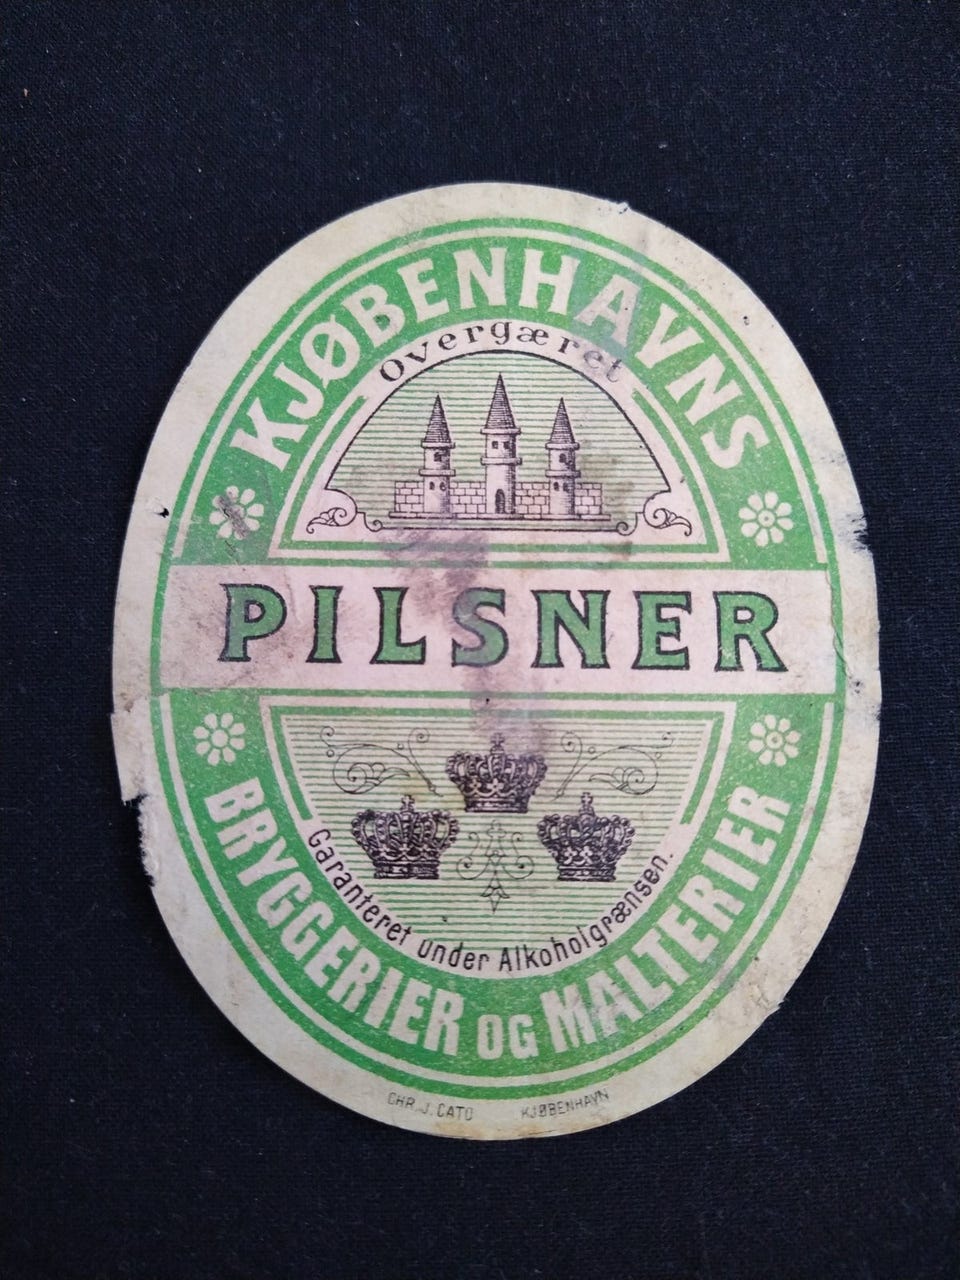 KJØBENHAVNS
Overgæret
PILSNER
Garanteret under Alkoholgrænsen.
BRYGGERIER OG MALTERIER
CHR. J. CATO KJØBENHAVN